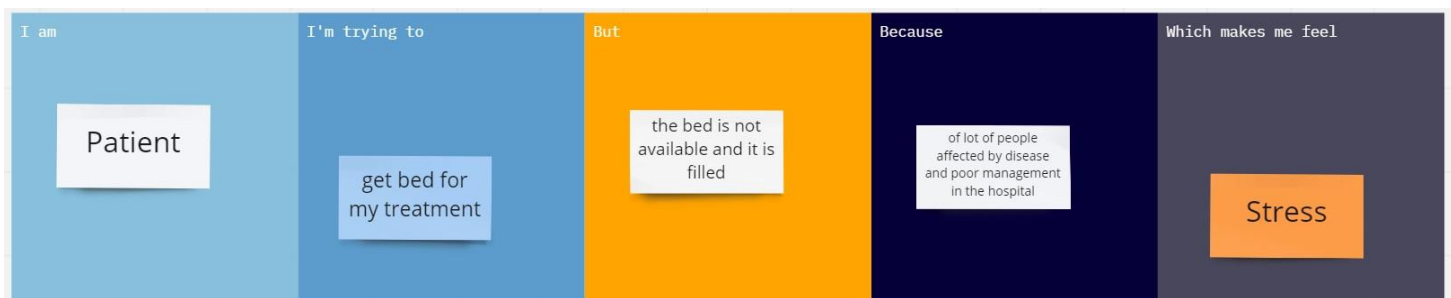 I am
Patient
I'm trying to
get bed for
my treatment
But
the bed is not
available and it is
filled
Because
of lot of people
affected by disease
and poor management
in the hospital
Which makes me feel
Stress